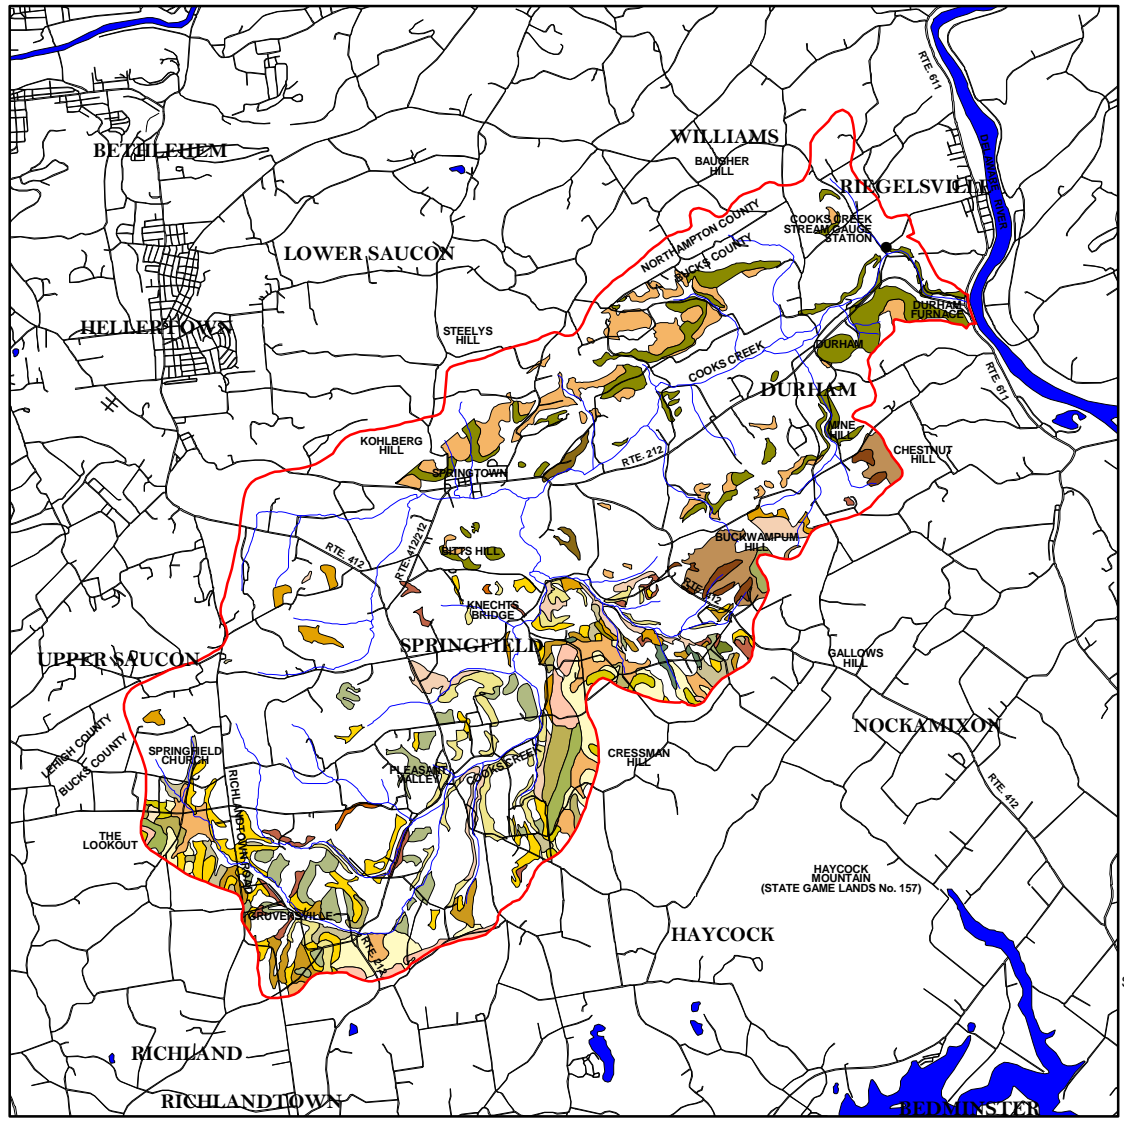 RTE. 611
WILLIAMS
BETHLEHEM
BAUGHER
HILL
DELAWARE RIVER
RIEGELSVILLE
NORTHAMPTON COUNTY
BUCKS COUNTY
COOKS CREEK
STREAM GAUGE
STATION
LOWER SAUCON
DURHAM
FURNACE
HELLERTOWN
STEELYS
HILL
DURHAM
COOKS CREEK
RTE. 611
DURHAM
MINE
HILL
KOHLBERG
HILL
CHESTNUT
HILL
RTE. 212
SPRINGTOWN
RTE. 412/212
BUCKWAMPUM
HILL
RTE. 412
BITTS HILL
RTE. 412
KNECHTS
BRIDGE
SPRINGFIELD
UPPER SAUCON
GALLOWS
HILL
NOCKAMIXON
LEHIGH COUNTY
BUCKS COUNTY
SPRINGFIELD
CHURCH
CRESSMAN
HILL
PLEASANT
VALLEY
COOKS CREEK
RTE. 412
RICHLANDTOWN ROAD
THE
LOOKOUT
HAYCOCK
MOUNTAIN
(STATE GAME LANDS No. 157)
GRUVERSVILLE
HAYCOCK
RTE. 212
S
RICHLAND
RICHLANDTOWN
BEDMINSTER